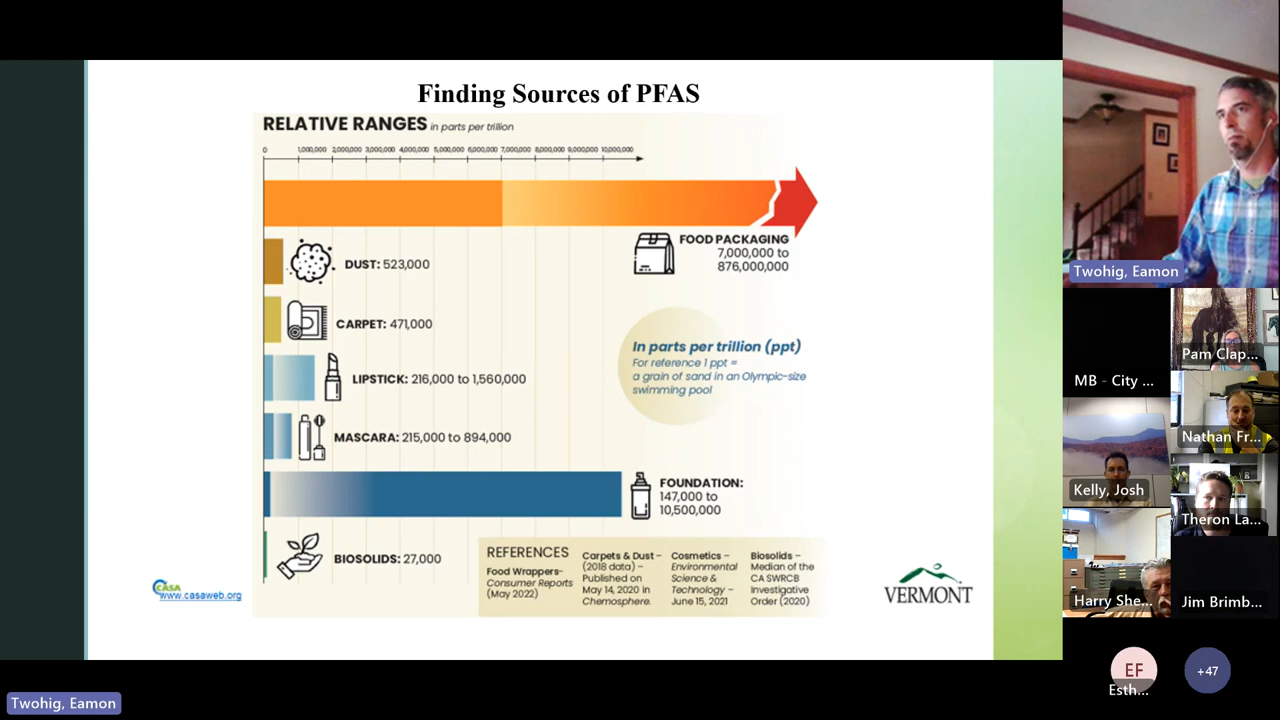 Finding Sources of PFAS
RELATIVE RANGES in parts per trillion
0 1,000,000 2,000,000 3,000,000 4,000,000 5,000,000 6,000,000 7,000,000 8,000,000 9,000,000 10,000,000
FOOD PACKAGING
7,000,000 to
876,000,000
DUST: 523,000
CARPET: 471,000
In parts per trillion (ppt)
For reference 1 ppt =
a grain of sand in an Olympic-size
swimming pool
LIPSTICK: 216,000 to 1,560,000
MASCARA: 215,000 to 894,000
FOUNDATION:
147,000 to
10,500,000
BIOSOLIDS: 27,000
REFERENCES
Food Wrappers-
Consumer Reports
(May 2022)
Carpets & Dust –
(2018 data) –
Published on
May 14, 2020 in
Chemosphere.
Cosmetics –
Environmental
Science &
Technology –
June 15, 2021
Biosolids –
Median of the
CA SWRCB
Investigative
Order (2020)
CASA
www.casaweb.org
VERMONT
Twohig, Eamon
Twohig, Eamon
MB - City ...
Pam Clap...
Nathan Fr...
Kelly, Josh
Theron La...
Harry She...
Jim Brimb...
EF
Esth...
+47